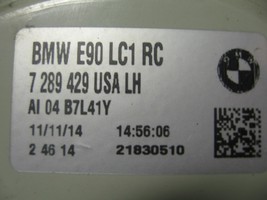 BMW E90 LC1 RC
7 289 429 USA LH
AI 04 B7L41Y
11/11/14 14:56:06
2 46 14 21830510